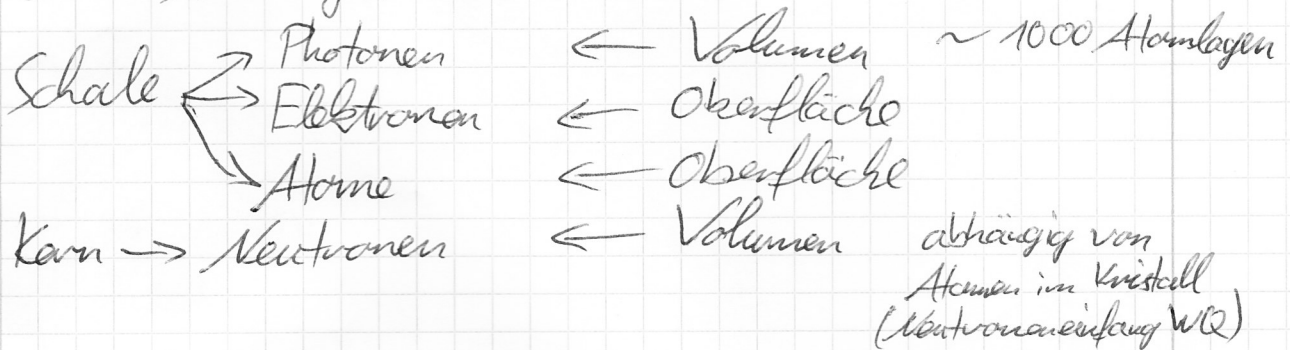 Photonen ← Volumen ~ 1000 Atomlagen
Schale → Elektronen ← Oberfläche
Atome ← Oberfläche
Kern → Neutronen ← Volumen abhängig von
Atomen im Kristall
(Neutroneneinfang WQ)